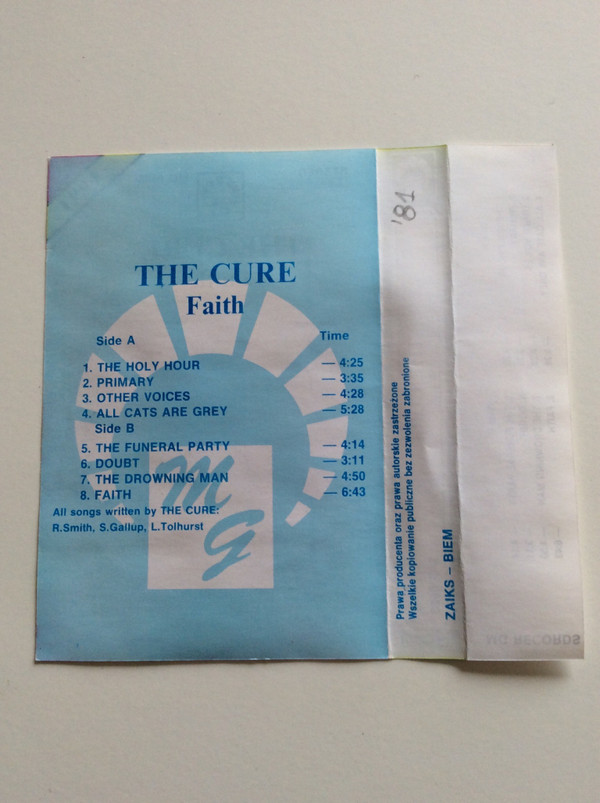 THE CURE
Faith
Side A Time
1. THE HOLY HOUR — 4:25
2. PRIMARY — 3:35
3. OTHER VOICES — 4:28
4. ALL CATS ARE GREY — 5:28
Side B
5. THE FUNERAL PARTY — 4:14
6. DOUBT — 3:11
7. THE DROWNING MAN — 4:50
8. FAITH — 6:43
All songs written by THE CURE:
R.Smith, S.Gallup, L.Tolhurst
MG
'81
Prawa producenta oraz prawa autorskie zastrzeżone
Wszelkie kopiowanie publiczne bez zezwolenia zabronione
ZAIKS – BIEM
MG RECORDS